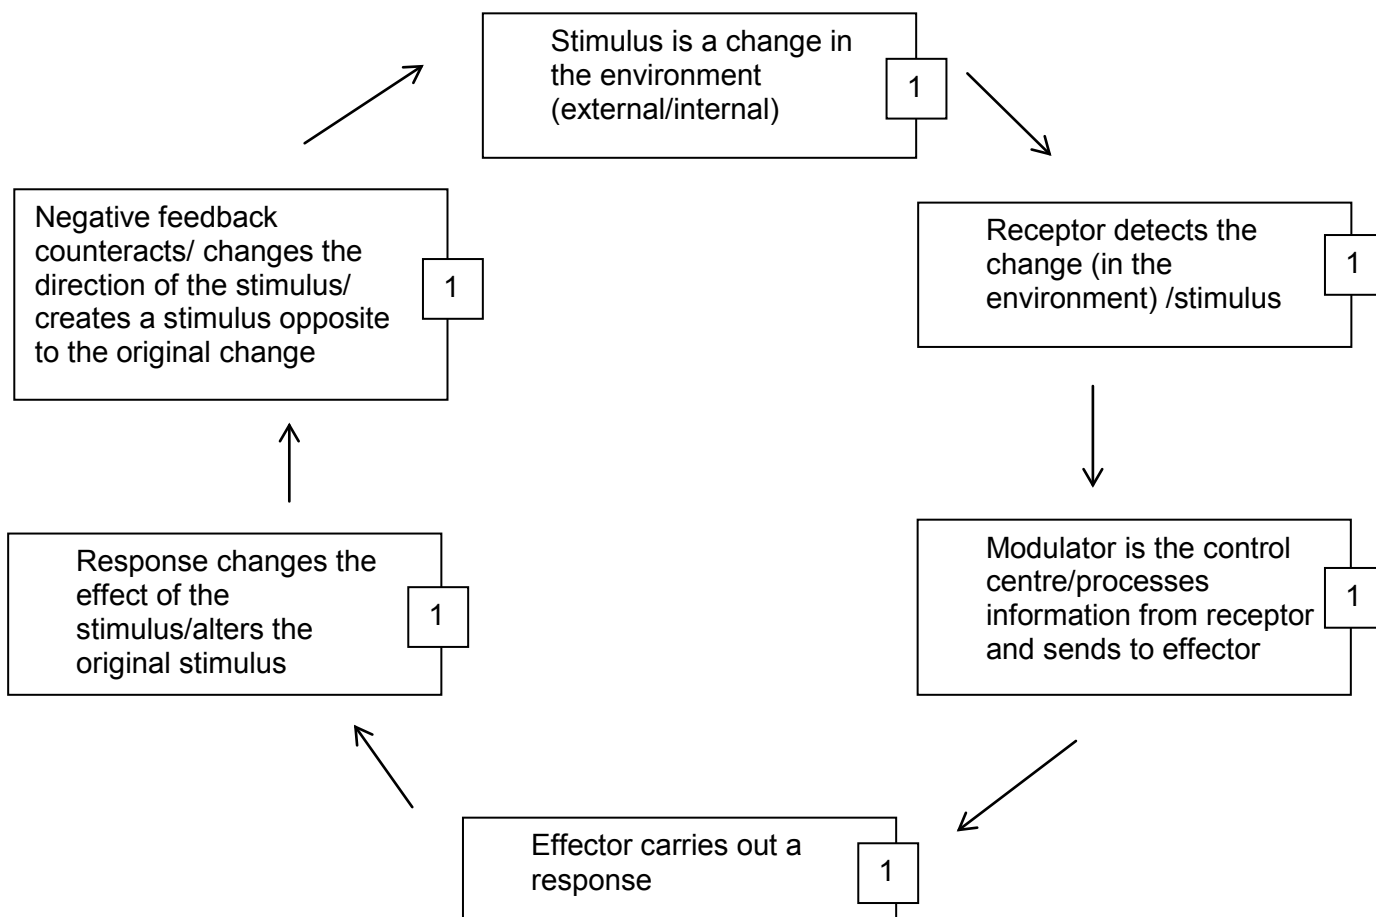 Stimulus is a change in
the environment
(external/internal)
1
Receptor detects the
change (in the
environment) /stimulus
1
Modulator is the control
centre/processes
information from receptor
and sends to effector
1
Effector carries out a
response
1
Response changes the
effect of the
stimulus/alters the
original stimulus
1
Negative feedback
counteracts/ changes the
direction of the stimulus/
creates a stimulus opposite
to the original change
1